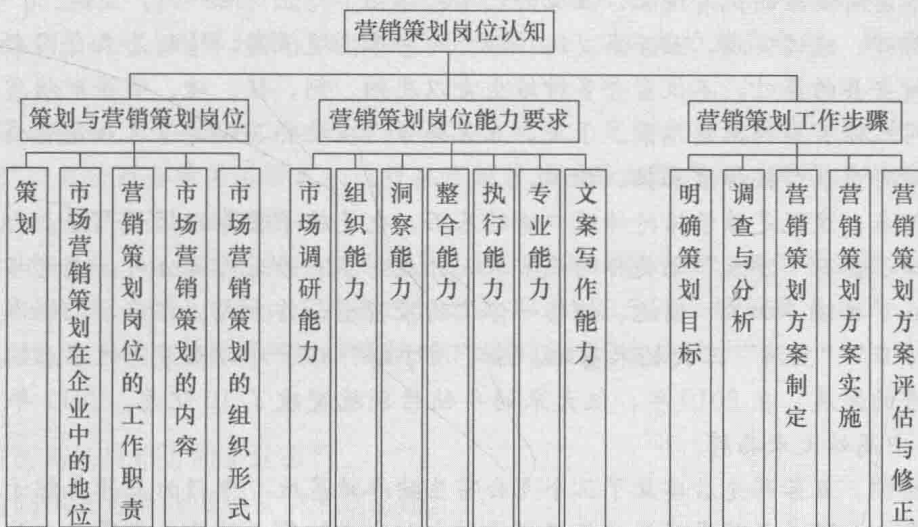 营销策划岗位认知
策划与营销策划岗位
营销策划岗位能力要求
营销策划工作步骤
策划
市场营销策划在企业中的地位
营销策划岗位的工作职责
市场营销策划的内容
市场营销策划的组织形式
市场调研能力
组织能力
洞察能力
整合能力
执行能力
专业能力
文案写作能力
明确策划目标
调查与分析
营销策划方案制定
营销策划方案实施
营销策划方案评估与修正